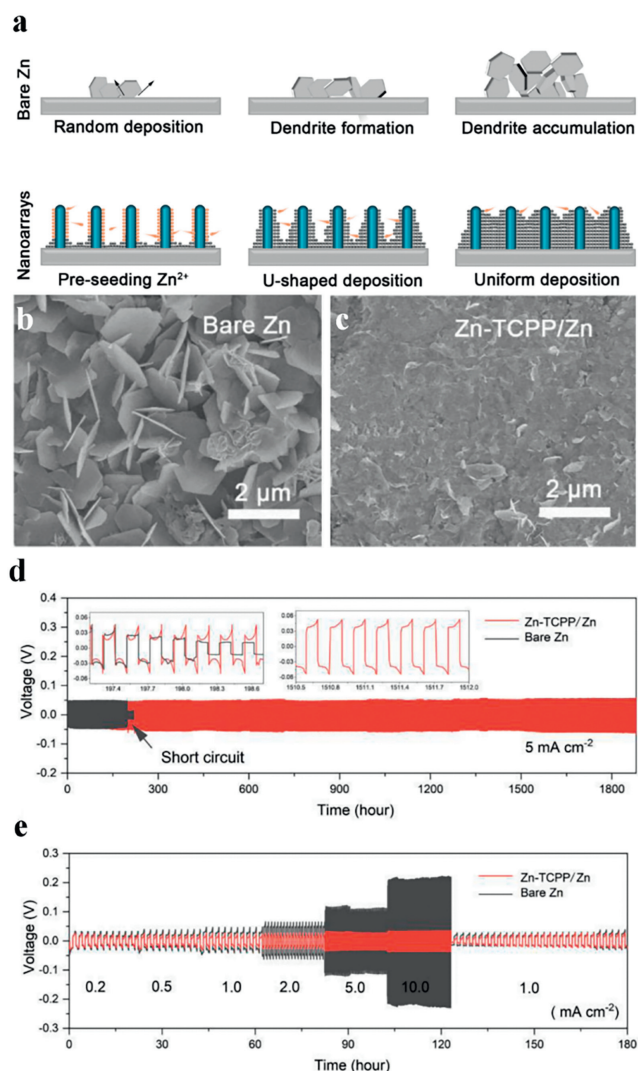 a
Bare Zn
Random deposition
Dendrite formation
Dendrite accumulation
Nanoarrays
Pre-seeding Zn²⁺
U-shaped deposition
Uniform deposition
b
Bare Zn
2 μm
c
Zn-TCPP/Zn
2 μm
d
Voltage (V)
0.4
0.3
0.2
0.1
0.0
-0.1
-0.2
0.06
0.03
0.00
-0.03
-0.06
197.4
197.7
198.0
198.3
198.6
0.06
0.03
0.00
-0.03
-0.06
1510.5
1510.8
1511.1
1511.4
1511.7
1512.0
Zn-TCPP/Zn
Bare Zn
Short circuit
5 mA cm⁻²
0
300
600
900
1200
1500
1800
Time (hour)
e
Voltage (V)
0.3
0.2
0.1
0.0
-0.1
-0.2
-0.3
Zn-TCPP/Zn
Bare Zn
0.2
0.5
1.0
2.0
5.0
10.0
1.0
( mA cm⁻²)
0
30
60
90
120
150
180
Time (hour)